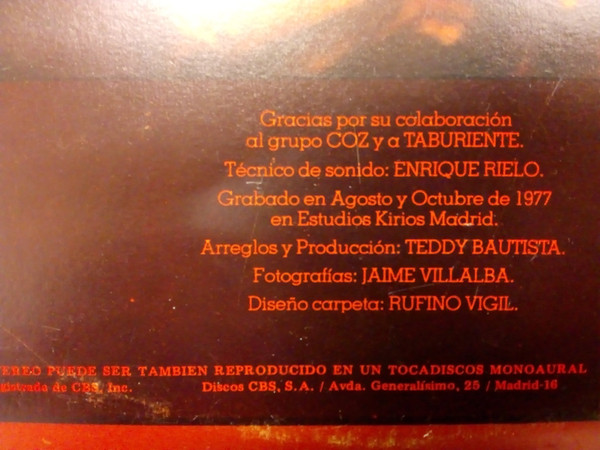 Gracias por su colaboración
al grupo COZ y a TABURIENTE.
Técnico de sonido: ENRIQUE RIELO.
Grabado en Agosto y Octubre de 1977
en Estudios Kirios Madrid.
Arreglos y Producción: TEDDY BAUTISTA.
Fotografías: JAIME VILLALBA.
Diseño carpeta: RUFINO VIGIL.
PUEDE SER TAMBIEN REPRODUCIDO EN UN TOCADISCOS MONOAURAL
de CBS, Inc. Discos CBS, S.A. / Avda. Generalísimo, 25 / Madrid-16